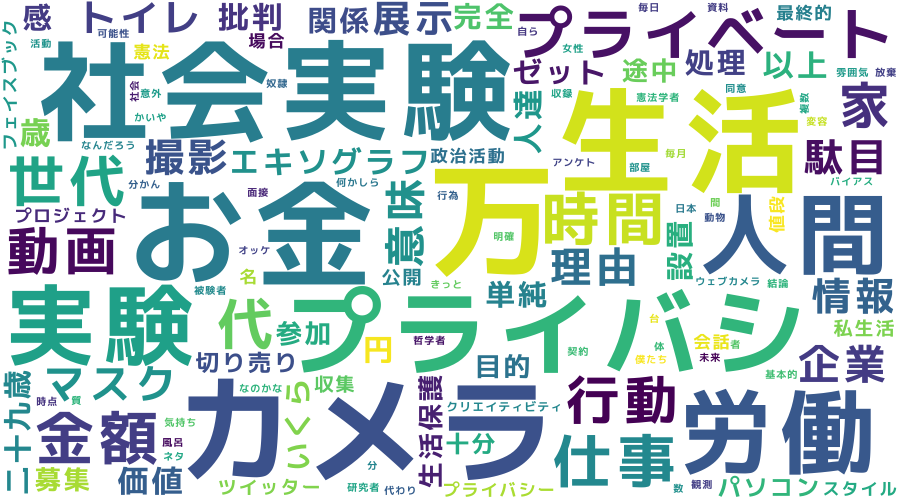 感
トイレ
批判
関係
展示
完全
プライベート
毎日
資料
最終的
自ら
フェイスブック
活動
可能性
憲法
場合
女性
社会実験
社会
意外
奴隷
ゼット
途中
処理
以上
雰囲気
放棄
歳
かいや
なんだろう
人達
収録
憲法学者
同意
複数
変容
家
生活
駄目
バイアス
撮影
エキソグラフ
政治活動
アンケト
部屋
毎月
世代
分かん
面接
何かしら
行為
プロジェクト
お金
意味
万
時間
間
動物
日本
値段
人間
動画
オッケ
明確
設置
理由
ウェブカメラ
結論
情報
公開
被験者
名
きっと
単純
実験
代
参加
プライバシ
円
哲学者
契約
台
体
僕たち
会話
者
未来
私生活
切り売り
目的
基本的
企業
二十九歳
マスク
なのかな
収集
いくら
カメラ
生活保護
クリエイティビティ
行動
労働
時点
質
金額
気持ち
風呂
ネタ
十分
仕事
募集
価値
ツイッター
分
研究者
代わり
プライバシー
数
観測
パソコン
スタイル